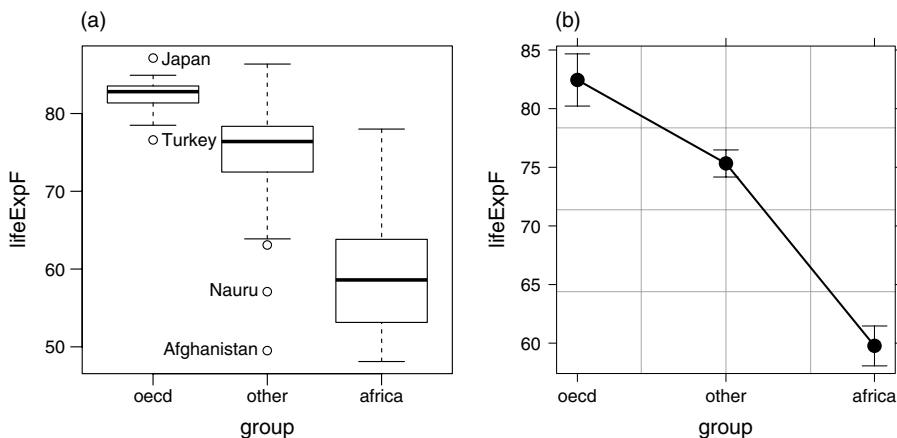 (a)
Japan
Turkey
Nauru
Afghanistan
80
70
60
50
lifeExpF
oecd other africa
group
(b)
85
80
75
70
65
60
lifeExpF
oecd other africa
group